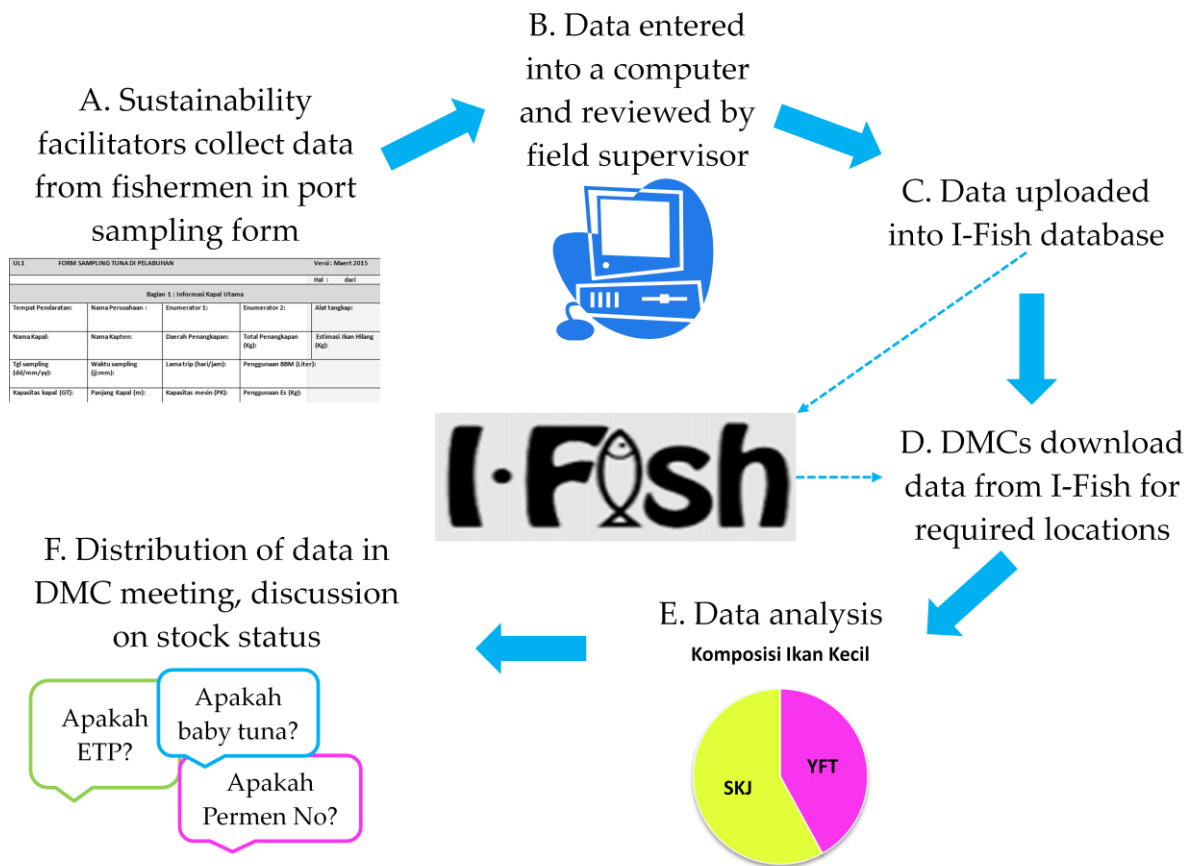 A. Sustainability
facilitators collect data
from fishermen in port
sampling form
UL1 FORM SAMPLING TUNA DI PELABUHAN Versi : Maert 2015
Hal : dari
Bagian 1 : Informasi Kapal Utama
Tempat Pendaratan: Nama Perusahaan : Enumerator 1: Enumerator 2: Alat tangkap:
Nama Kapal: Nama Kapten: Daerah Penangkapan: Total Penangkapan (Kg): Estimasi Ikan Hilang (Kg):
Tgl sampling (dd/mm/yy): Waktu sampling (jj:mm): Lama trip (hari/jam): Penggunaan BBM (Liter):
Kapasitas kapal (GT): Panjang Kapal (m): Kapasitas mesin (PK): Penggunaan Es (Kg):
B. Data entered
into a computer
and reviewed by
field supervisor
C. Data uploaded
into I-Fish database
I·Fish
D. DMCs download
data from I-Fish for
required locations
E. Data analysis
Komposisi Ikan Kecil
SKJ
YFT
F. Distribution of data in
DMC meeting, discussion
on stock status
Apakah
ETP?
Apakah
baby tuna?
Apakah
Permen No?